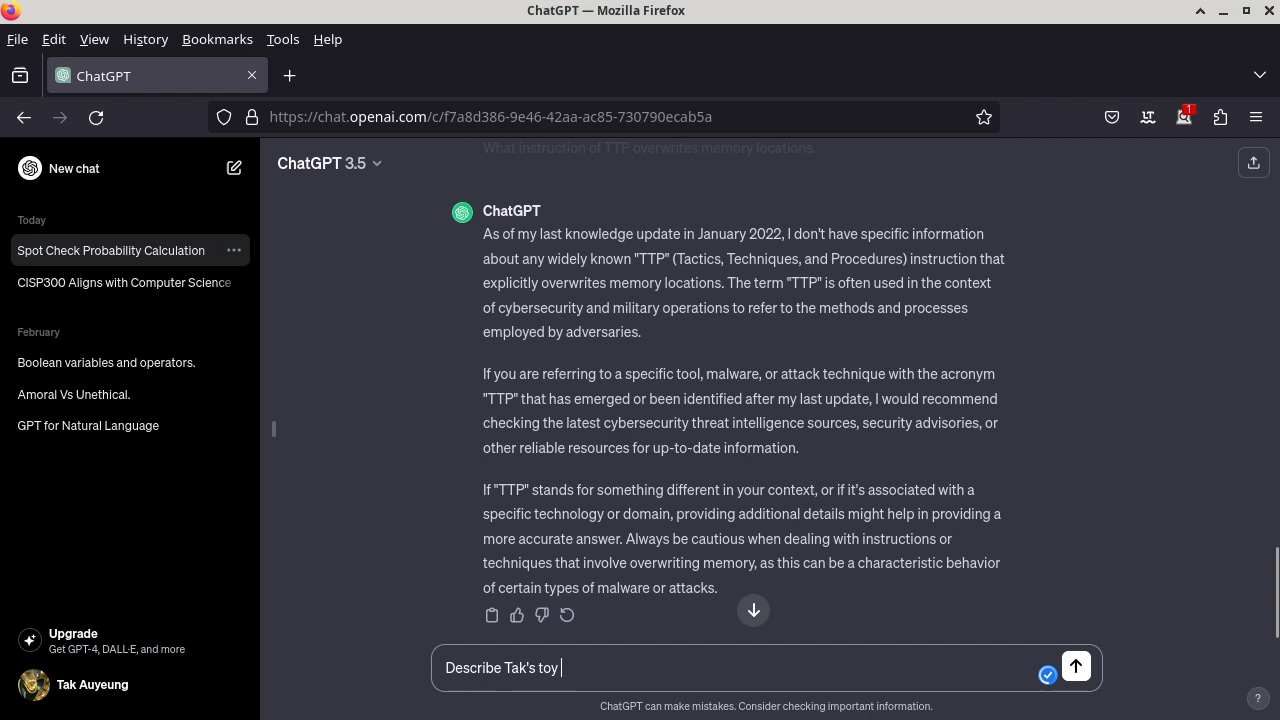 ChatGPT — Mozilla Firefox
File Edit View History Bookmarks Tools Help
ChatGPT
https://chat.openai.com/c/f7a8d386-9e46-42aa-ac85-730790ecab5a
1
New chat
Today
Spot Check Probability Calculation
CISP300 Aligns with Computer Science
February
Boolean variables and operators.
Amoral Vs Unethical.
GPT for Natural Language
Upgrade
Get GPT-4, DALL·E, and more
Tak Auyeung
What instruction of TTP overwrites memory locations.
ChatGPT 3.5
ChatGPT
As of my last knowledge update in January 2022, I don't have specific information
about any widely known "TTP" (Tactics, Techniques, and Procedures) instruction that
explicitly overwrites memory locations. The term "TTP" is often used in the context
of cybersecurity and military operations to refer to the methods and processes
employed by adversaries.
If you are referring to a specific tool, malware, or attack technique with the acronym
"TTP" that has emerged or been identified after my last update, I would recommend
checking the latest cybersecurity threat intelligence sources, security advisories, or
other reliable resources for up-to-date information.
If "TTP" stands for something different in your context, or if it's associated with a
specific technology or domain, providing additional details might help in providing a
more accurate answer. Always be cautious when dealing with instructions or
techniques that involve overwriting memory, as this can be a characteristic behavior
of certain types of malware or attacks.
Describe Tak's toy
ChatGPT can make mistakes. Consider checking important information.
?